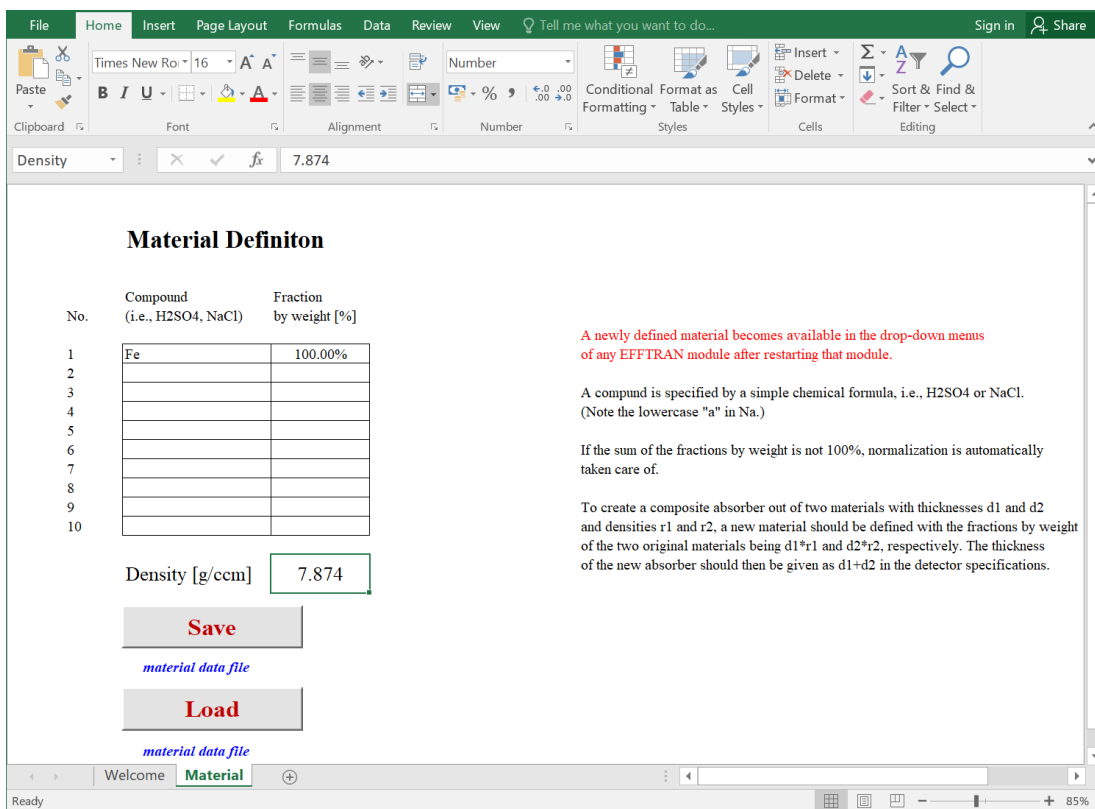 File Home Insert Page Layout Formulas Data Review View Tell me what you want to do... Sign in Share
Times New Ro 16 A A Number Insert Σ A Z
Paste B I U A % , .0 .00 .00 .0 Conditional Format as Cell Delete Sort & Find &
Formatting Table Styles Format Filter Select
Clipboard Font Alignment Number Styles Cells Editing
Density fx 7.874
Material Definiton
Compound Fraction
No. (i.e., H2SO4, NaCl) by weight [%]
1 Fe 100.00%
2
3
4
5
6
7
8
9
10
Density [g/ccm] 7.874
Save
material data file
Load
material data file
A newly defined material becomes available in the drop-down menus
of any EFFTRAN module after restarting that module.
A compund is specified by a simple chemical formula, i.e., H2SO4 or NaCl.
(Note the lowercase "a" in Na.)
If the sum of the fractions by weight is not 100%, normalization is automatically
taken care of.
To create a composite absorber out of two materials with thicknesses d1 and d2
and densities r1 and r2, a new material should be defined with the fractions by weight
of the two original materials being d1*r1 and d2*r2, respectively. The thickness
of the new absorber should then be given as d1+d2 in the detector specifications.
Welcome Material
Ready 85%